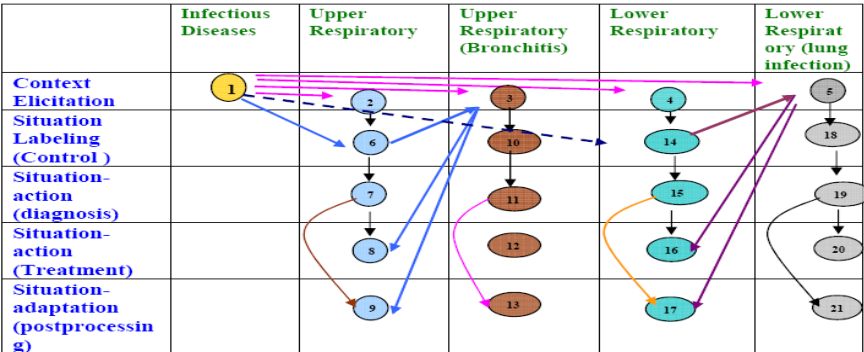 Infectious
Diseases
Upper
Respiratory
Upper
Respiratory
(Bronchitis)
Lower
Respiratory
Lower
Respirat
ory (lung
infection)
Context
Elicitation
1
2
3
4
5
Situation
Labeling
(Control )
6
10
14
18
Situation-
action
(diagnosis)
7
11
15
19
Situation-
action
(Treatment)
8
12
16
20
Situation-
adaptation
(postprocessin
g)
9
13
17
21